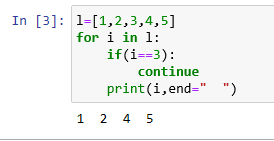 In [3]: l=[1,2,3,4,5]
for i in l:
    if(i==3):
        continue
    print(i,end="  ")
1  2  4  5